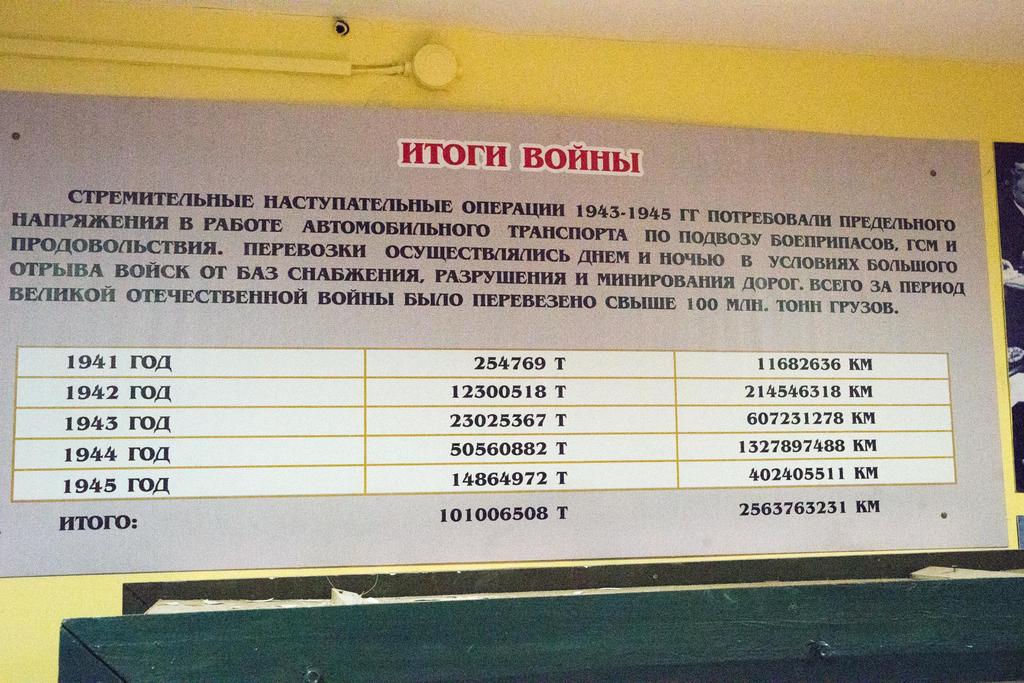 ИТОГИ ВОЙНЫ
СТРЕМИТЕЛЬНЫЕ НАСТУПАТЕЛЬНЫЕ ОПЕРАЦИИ 1943-1945 ГГ ПОТРЕБОВАЛИ ПРЕДЕЛЬНОГО
НАПРЯЖЕНИЯ В РАБОТЕ АВТОМОБИЛЬНОГО ТРАНСПОРТА ПО ПОДВОЗУ БОЕПРИПАСОВ, ГСМ И
ПРОДОВОЛЬСТВИЯ. ПЕРЕВОЗКИ ОСУЩЕСТВЛЯЛИСЬ ДНЕМ И НОЧЬЮ В УСЛОВИЯХ БОЛЬШОГО
ОТРЫВА ВОЙСК ОТ БАЗ СНАБЖЕНИЯ, РАЗРУШЕНИЯ И МИНИРОВАНИЯ ДОРОГ. ВСЕГО ЗА ПЕРИОД
ВЕЛИКОЙ ОТЕЧЕСТВЕННОЙ ВОЙНЫ БЫЛО ПЕРЕВЕЗЕНО СВЫШЕ 100 МЛН. ТОНН ГРУЗОВ.
1941 ГОД 254769 Т 11682636 КМ
1942 ГОД 12300518 Т 214546318 КМ
1943 ГОД 23025367 Т 607231278 КМ
1944 ГОД 50560882 Т 1327897488 КМ
1945 ГОД 14864972 Т 402405511 КМ
ИТОГО: 101006508 Т 2563763231 КМ